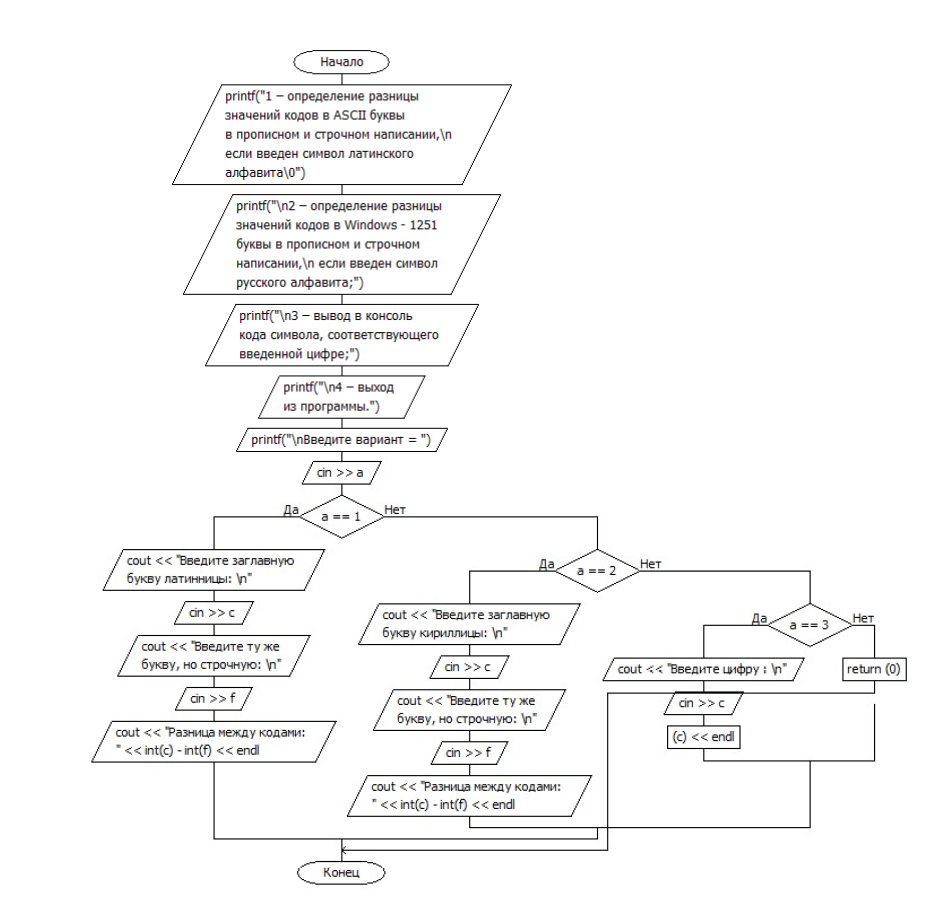 Начало
printf("1 – определение разницы
значений кодов в ASCII буквы
в прописном и строчном написании,\n
если введен символ латинского
алфавита\0")
printf("\n2 – определение разницы
значений кодов в Windows - 1251
буквы в прописном и строчном
написании,\n если введен символ
русского алфавита;")
printf("\n3 – вывод в консоль
кода символа, соответствующего
введенной цифре;")
printf("\n4 – выход
из программы.")
printf("\nВведите вариант = ")
cin >> a
Да
a == 1
Нет
cout << "Введите заглавную
букву латинницы: \n"
cin >> c
cout << "Введите ту же
букву, но строчную: \n"
cin >> f
cout << "Разница между кодами:
" << int(c) - int(f) << endl
Да
a == 2
Нет
cout << "Введите заглавную
букву кириллицы: \n"
cin >> c
cout << "Введите ту же
букву, но строчную: \n"
cin >> f
cout << "Разница между кодами:
" << int(c) - int(f) << endl
Да
a == 3
Нет
cout << "Введите цифру : \n"
return (0)
cin >> c
(c) << endl
Конец